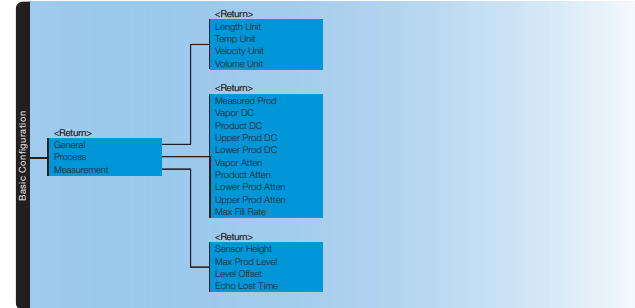 Basic Configuration
<Return>
General
Process
Measurement
<Return>
Length Unit
Temp Unit
Velocity Unit
Volume Unit
<Return>
Measured Prod
Vapor DC
Product DC
Upper Prod DC
Lower Prod DC
Vapor Atten
Product Atten
Lower Prod Atten
Upper Prod Atten
Max Fill Rate
<Return>
Sensor Height
Max Prod Level
Level Offset
Echo Lost Time